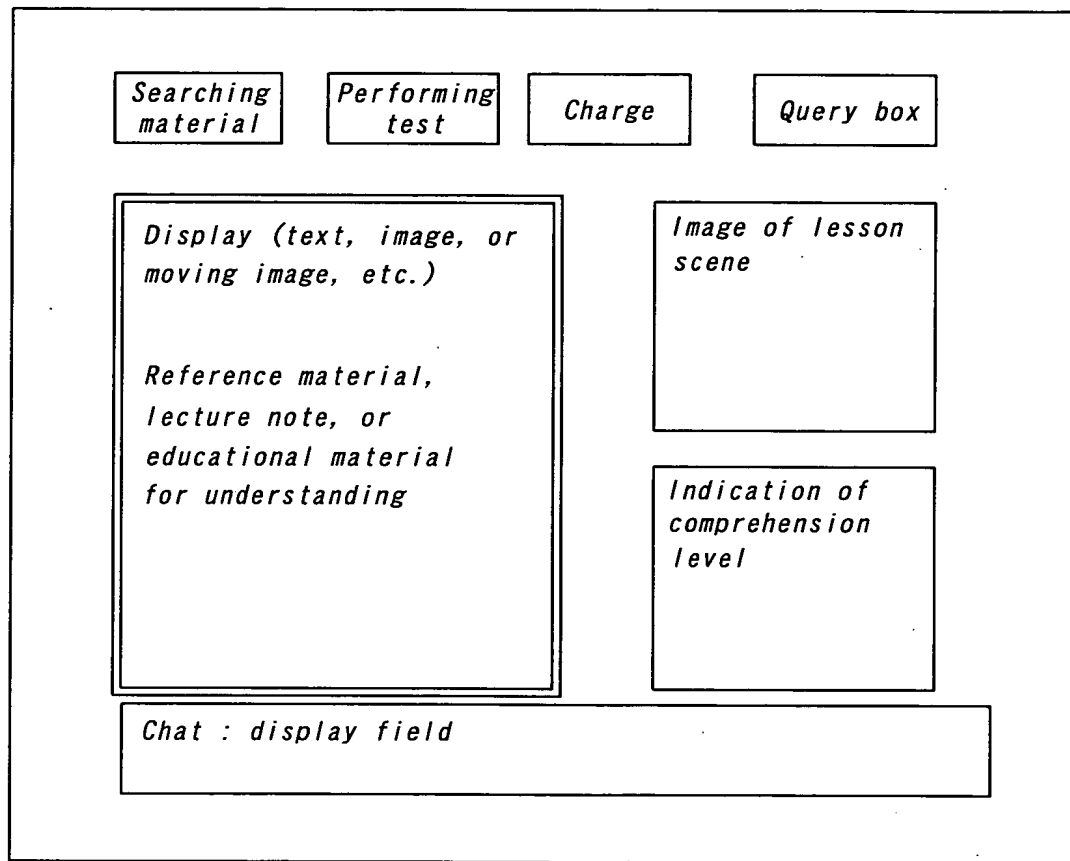 Searching
material
Performing
test
Charge
Query box
Display (text, image, or
moving image, etc.)
Reference material,
lecture note, or
educational material
for understanding
Image of lesson
scene
Indication of
comprehension
level
Chat : display field